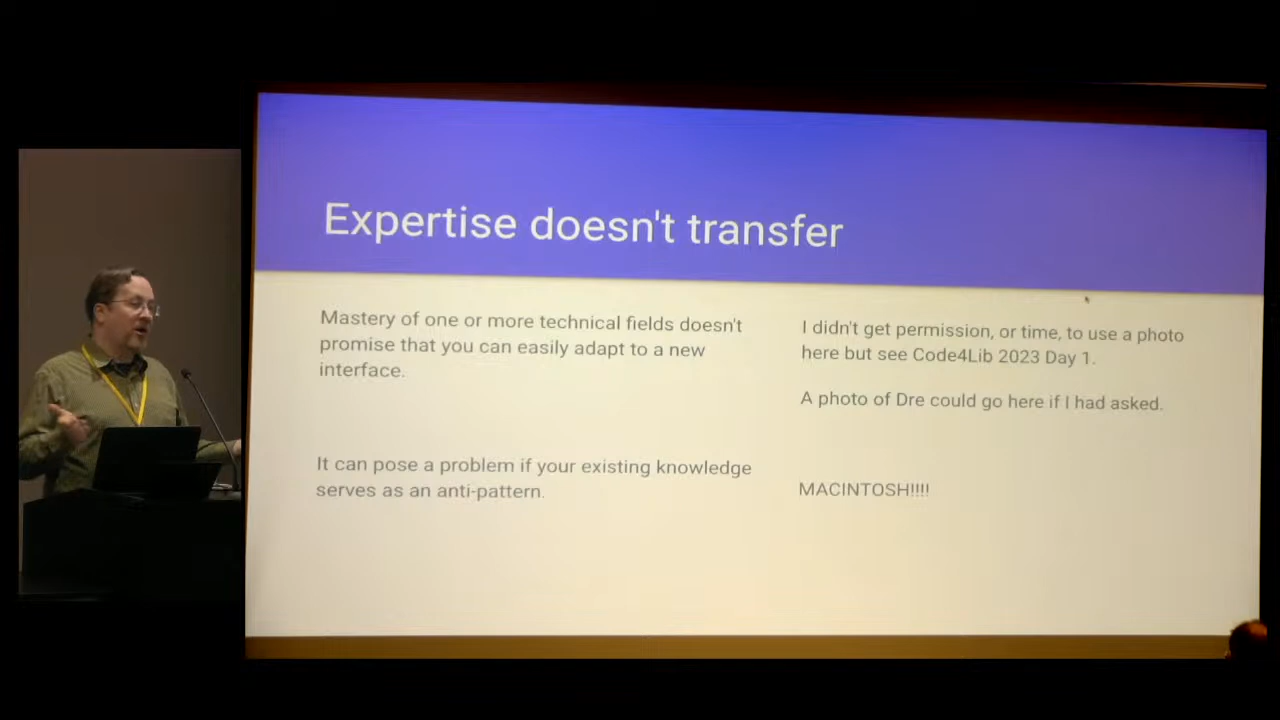 Expertise doesn't transfer
Mastery of one or more technical fields doesn't
promise that you can easily adapt to a new
interface.
It can pose a problem if your existing knowledge
serves as an anti-pattern.
I didn't get permission, or time, to use a photo
here but see Code4Lib 2023 Day 1.
A photo of Dre could go here if I had asked.
MACINTOSH!!!!